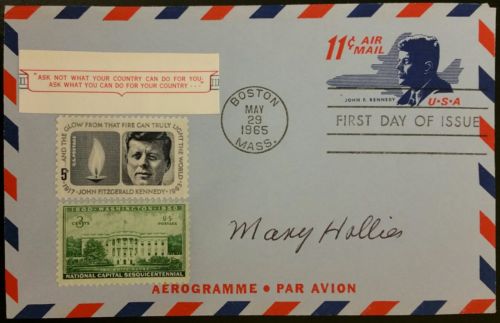 11¢ AIR
MAIL
"ASK NOT WHAT YOUR COUNTRY CAN DO FOR YOU,
ASK WHAT YOU CAN DO FOR YOUR COUNTRY ..."
JOHN F. KENNEDY
U·S·A
BOSTON
MAY
29
1965
MASS.
FIRST DAY OF ISSUE
AND THE GLOW FROM THAT FIRE CAN TRULY LIGHT THE WORLD
U.S. POSTAGE
5¢
1917·JOHN FITZGERALD KENNEDY·1963
1800-WASHINGTON-1950
3 CENTS
U.S. POSTAGE
NATIONAL CAPITAL SESQUICENTENNIAL
Mary Hollies
AEROGRAMME • PAR AVION